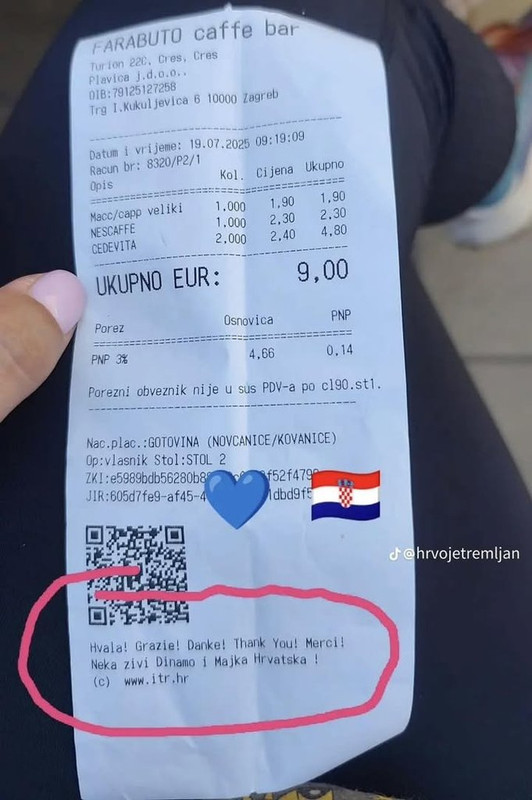 FARABUTO caffe bar
Turion 22C, Cres, Cres
Plavica j.d.o.o..
OIB:79125127258
Trg I.Kukuljevica 6 10000 Zagreb
Datum i vrijeme: 19.07.2025 09:19:09
Racun br: 8320/P2/1
Opis Kol. Cijena Ukupno
Macc/capp veliki 1.000 1,90 1,90
NESCAFFE 1.000 2,30 2,30
CEDEVITA 2.000 2,40 4,80
UKUPNO EUR: 9,00
Porez Osnovica PNP
PNP 3% 4,66 0,14
Porezni obveznik nije u sus PDV-a po cl90.st1.
Nac.plac.:GOTOVINA (NOVCANICE/KOVANICE)
Op:vlasnik Stol:STOL 2
ZKI:
JIR:605d7fe9-af45-4
@hrvojetremljan
Hvala! Grazie! Danke! Thank You! Merci!
Neka zivi Dinamo i Majka Hrvatska !
(c) www.itr.hr